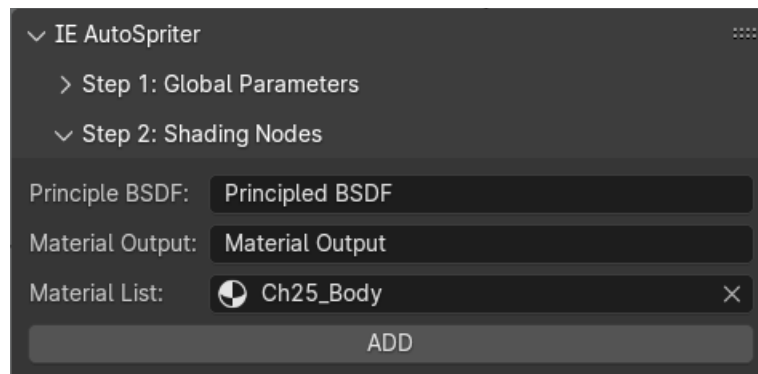 IE AutoSpriter
Step 1: Global Parameters
Step 2: Shading Nodes
Principle BSDF: Principled BSDF
Material Output: Material Output
Material List: Ch25_Body
ADD